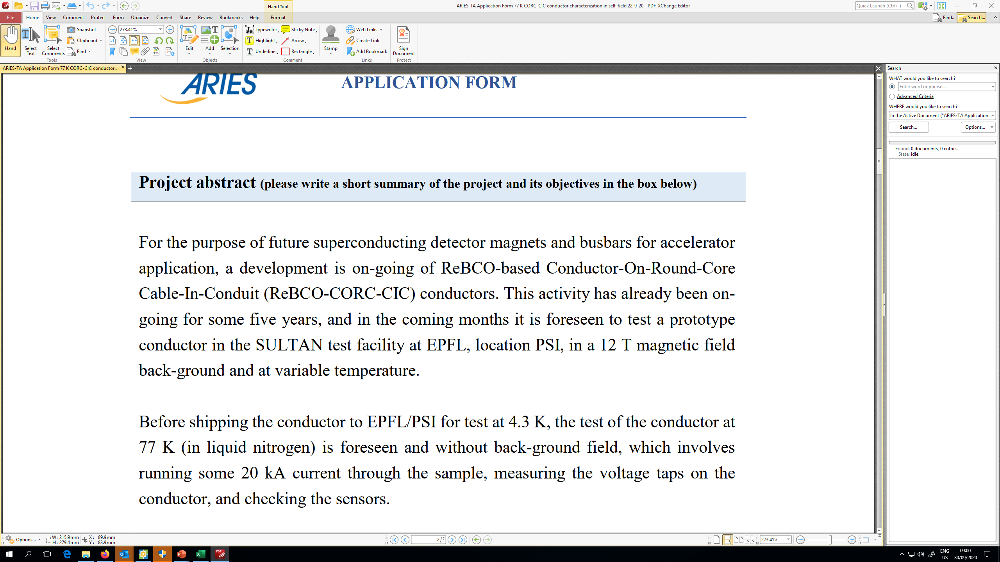 Hand Tool
ARIES-TA Application Form 77 K CORC-CIC conductor characterization in self-field 22-9-20 - PDF-XChange Editor
Quick Launch (Ctrl+.)
File Home View Comment Protect Form Organize Convert Share Review Bookmarks Help Format
Find... Search...
Hand
Select Text
Select Comments
Snapshot
Clipboard
Find
Tools
273.41%
1:1
View
Edit
Add
Selection
Objects
Typewriter
Sticky Note
Highlight
Arrow
Underline
Rectangle
Comment
Stamp
Web Links
Create Link
Add Bookmark
Links
Sign Document
Protect
ARIES-TA Application Form 77 K CORC-CIC conductor..
ARIES
APPLICATION FORM
Project abstract (please write a short summary of the project and its objectives in the box below)
For the purpose of future superconducting detector magnets and busbars for accelerator
application, a development is on-going of ReBCO-based Conductor-On-Round-Core
Cable-In-Conduit (ReBCO-CORC-CIC) conductors. This activity has already been on-
going for some five years, and in the coming months it is foreseen to test a prototype
conductor in the SULTAN test facility at EPFL, location PSI, in a 12 T magnetic field
back-ground and at variable temperature.
Before shipping the conductor to EPFL/PSI for test at 4.3 K, the test of the conductor at
77 K (in liquid nitrogen) is foreseen and without back-ground field, which involves
running some 20 kA current through the sample, measuring the voltage taps on the
conductor, and checking the sensors.
Search
WHAT would you like to search?
Enter word or phrase...
Advanced Criteria
WHERE would you like to search?
In the Active Document ("ARIES-TA Application
Search...
Options...
Found: 0 documents, 0 entries
State: idle
Options...
W: 215.9mm
H: 279.4mm
X: 89.9mm
Y: 83.9mm
2/7
273.41%
PDF
ENG
US
09:00
30/09/2020